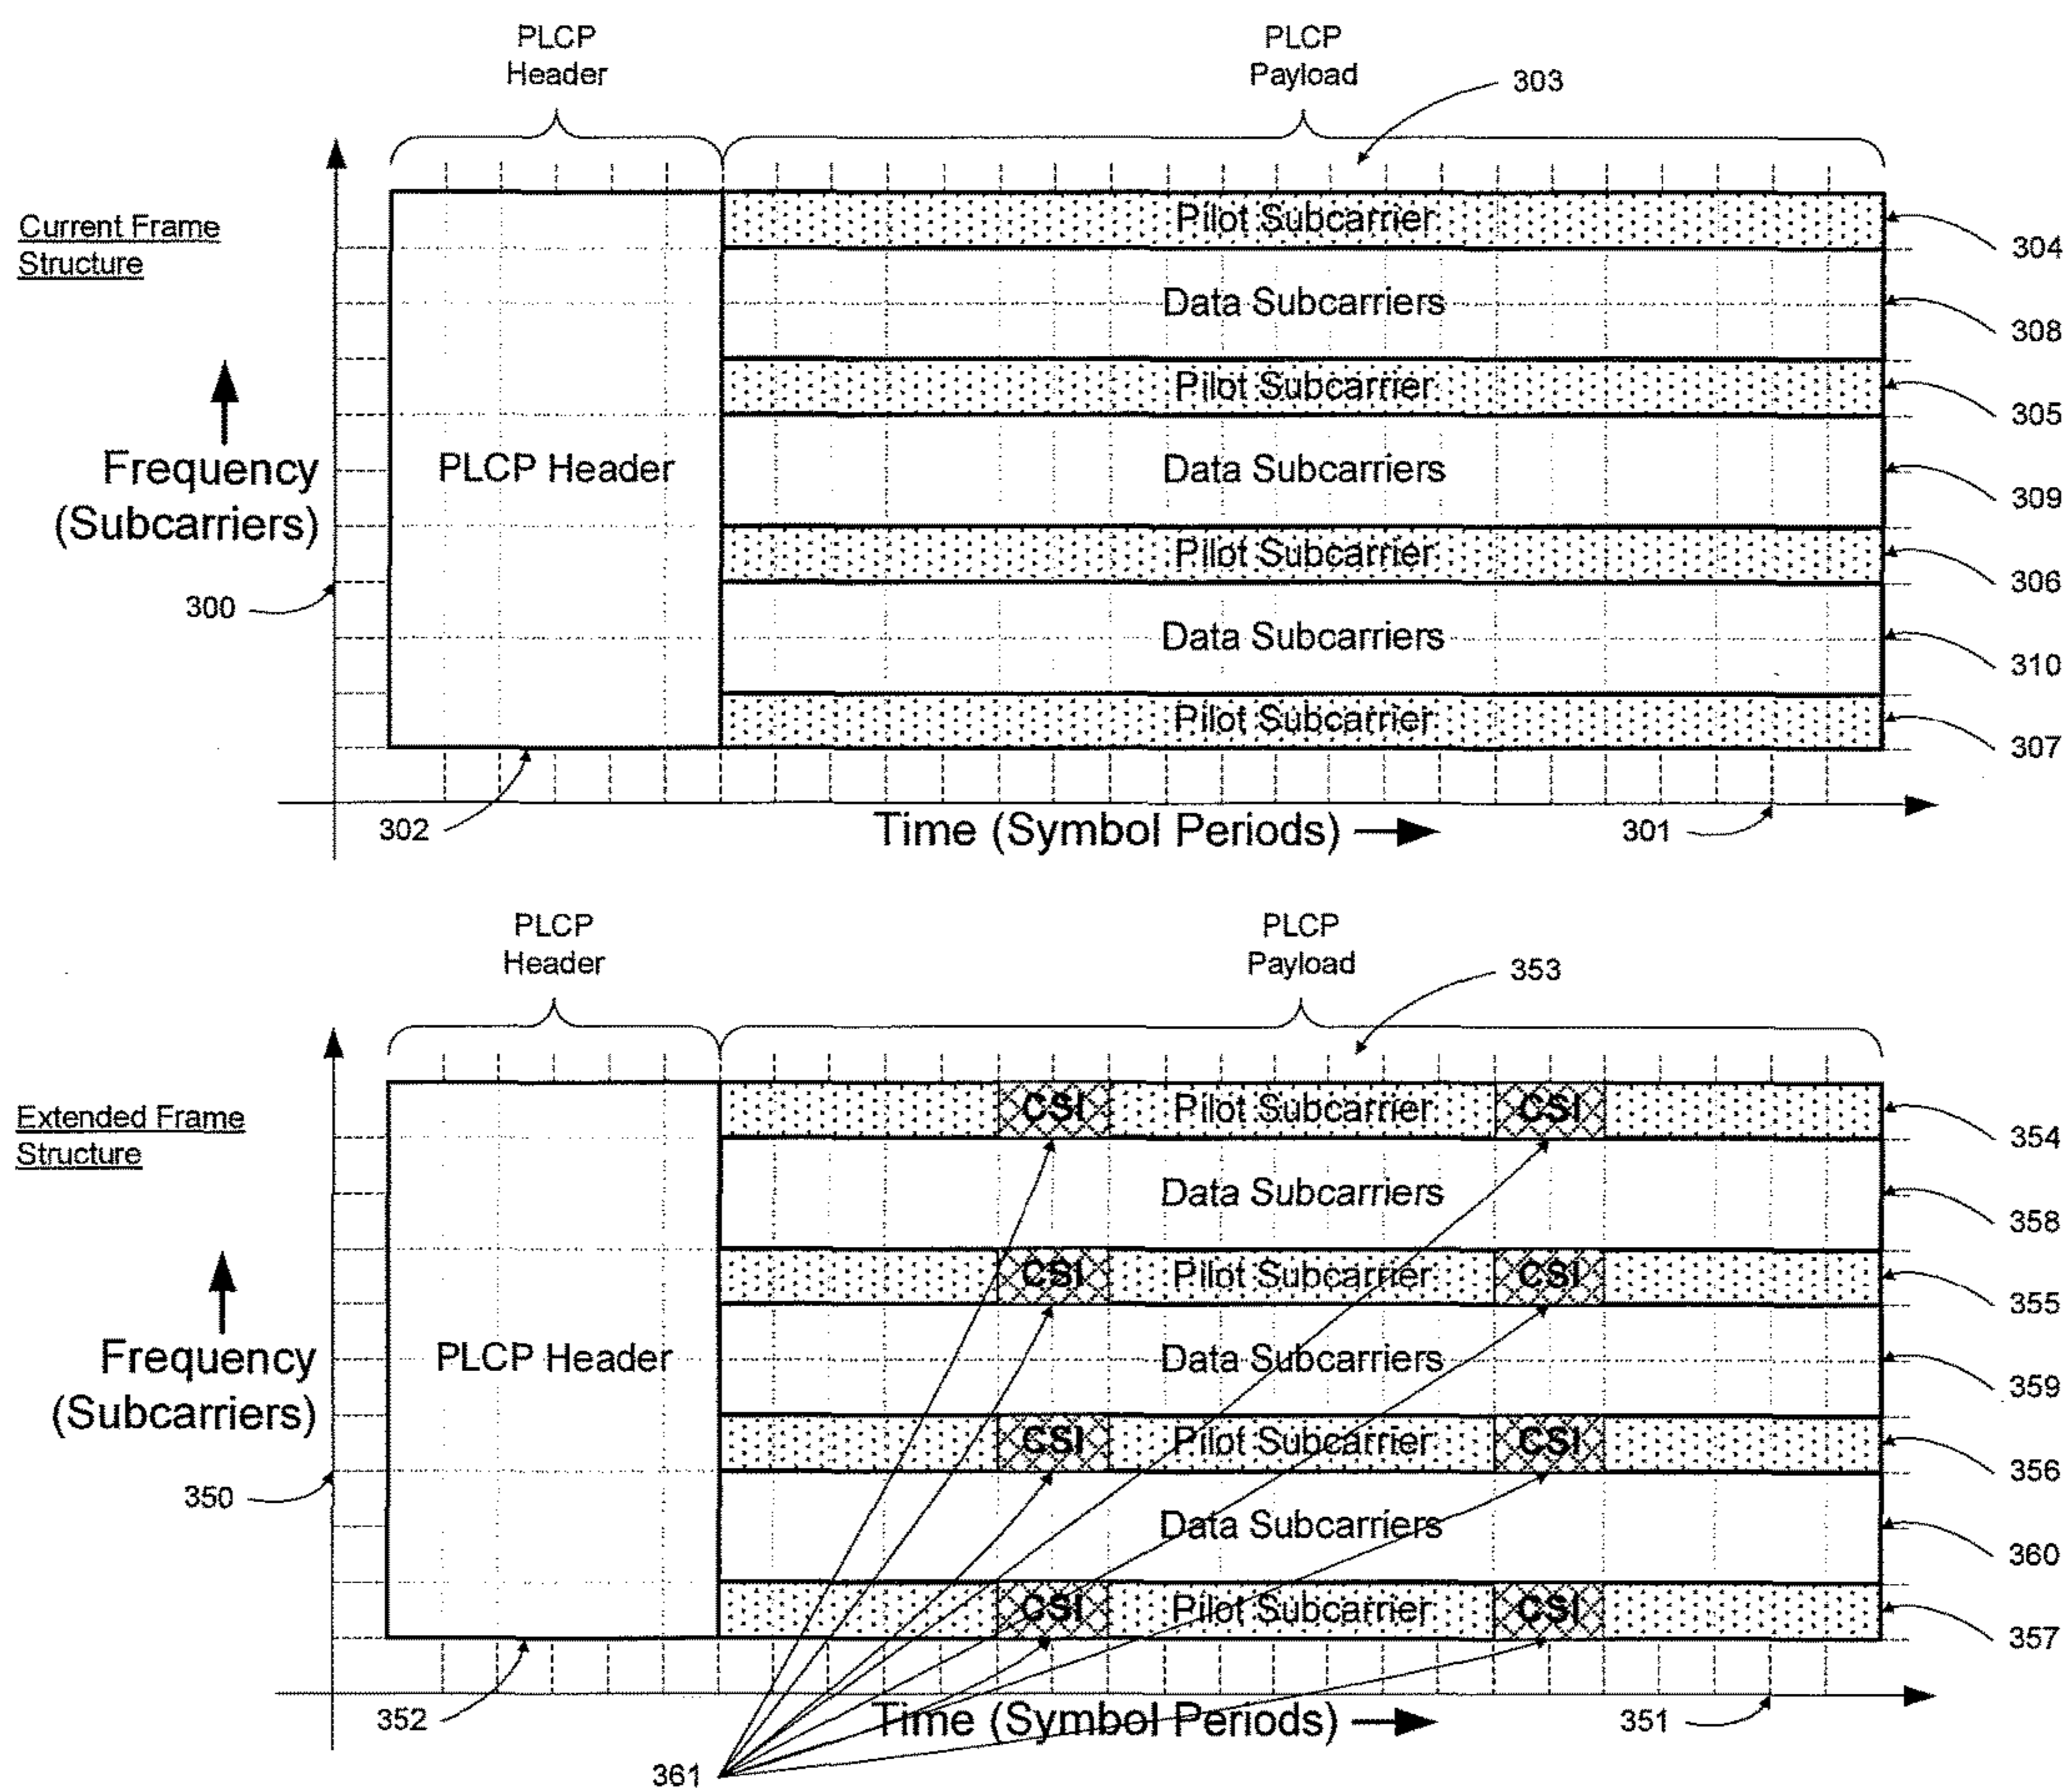 PLCP
Header
PLCP
Payload
303
Current Frame
Structure
Pilot Subcarrier
304
Data Subcarriers
308
Pilot Subcarrier
305
Frequency
(Subcarriers)
PLCP Header
Data Subcarriers
309
Pilot Subcarrier
306
300
Data Subcarriers
310
Pilot Subcarrier
307
302
Time (Symbol Periods)
301
PLCP
Header
PLCP
Payload
353
Extended Frame
Structure
CSI Pilot Subcarrier CSI
354
Data Subcarriers
358
CSI Pilot Subcarrier CSI
355
Frequency
(Subcarriers)
PLCP Header
Data Subcarriers
359
CSI Pilot Subcarrier CSI
356
350
Data Subcarriers
360
CSI Pilot Subcarrier CSI
357
352
Time (Symbol Periods)
351
361